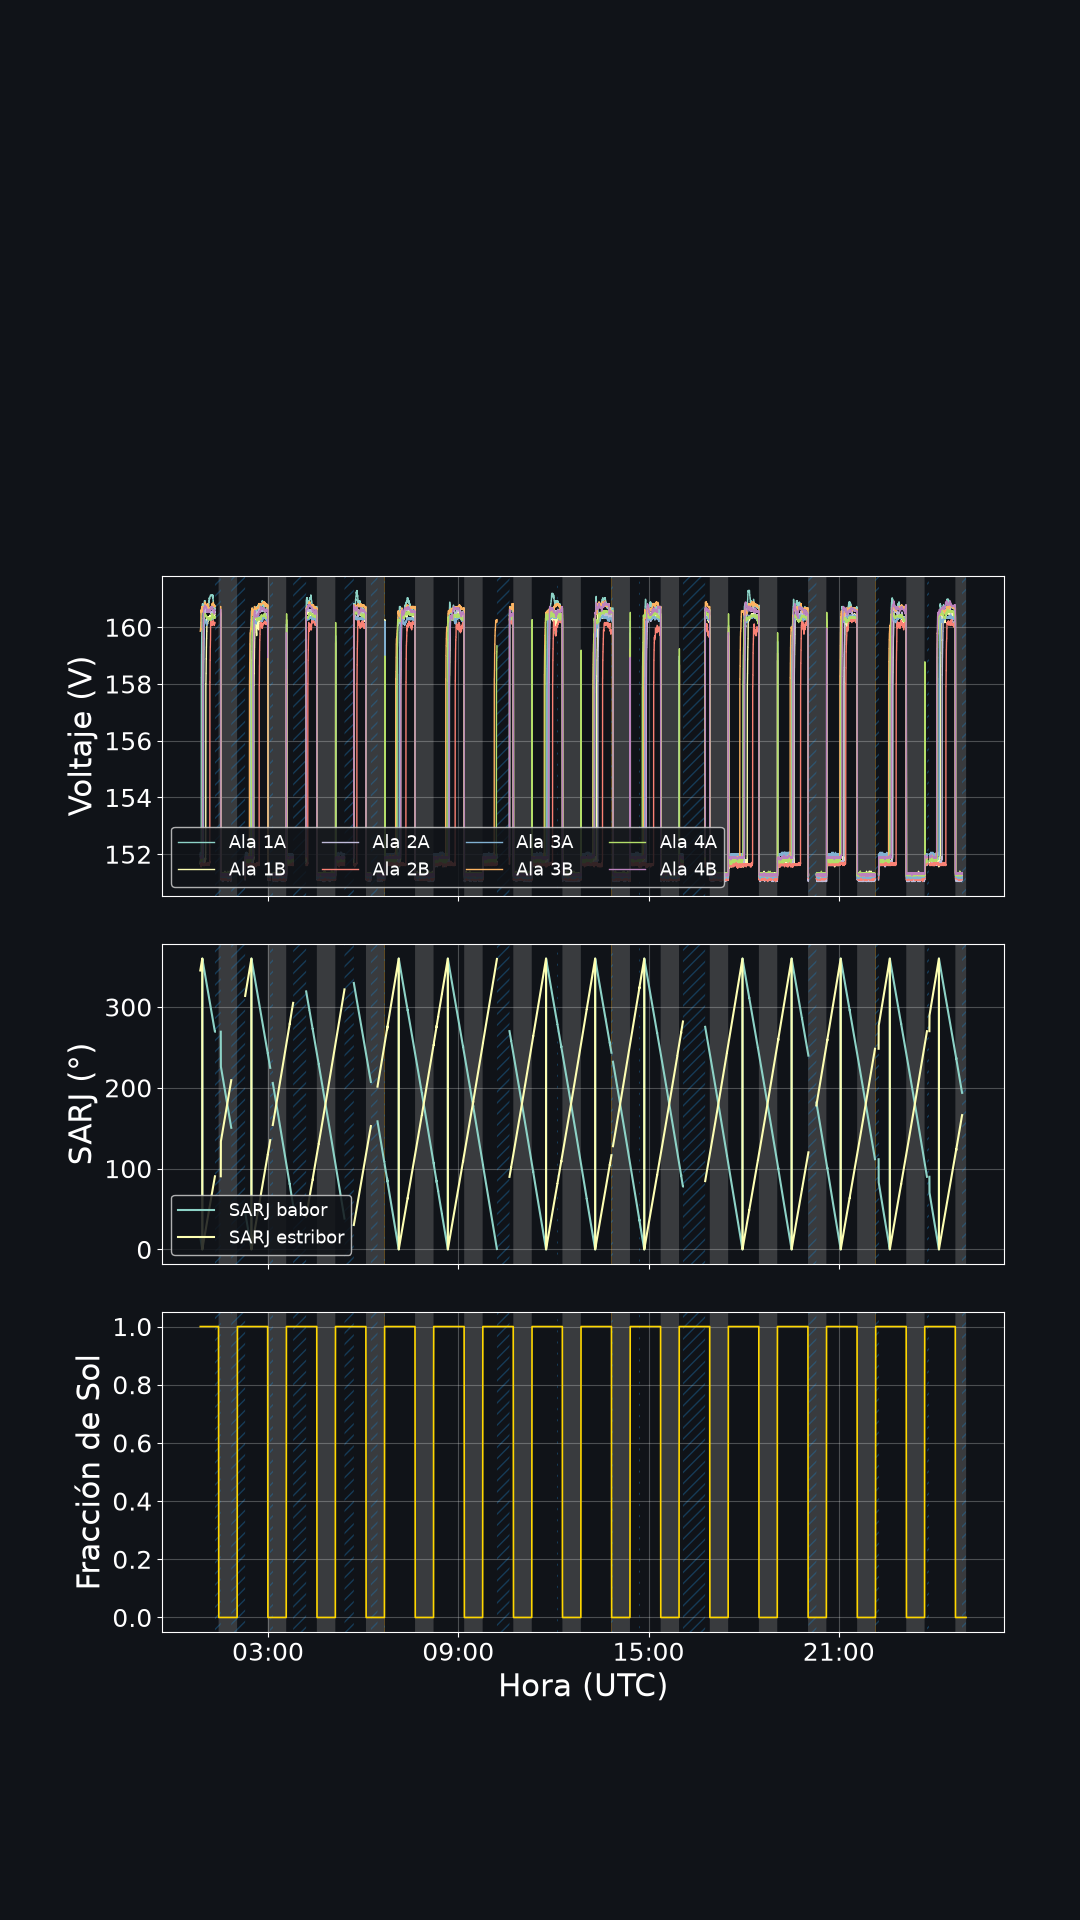 Voltaje (V)
160
158
156
154
152
Ala 1A Ala 2A Ala 3A Ala 4A
Ala 1B Ala 2B Ala 3B Ala 4B
SARJ (°)
300
200
100
0
SARJ babor
SARJ estribor
Fracción de Sol
1.0
0.8
0.6
0.4
0.2
0.0
03:00 09:00 15:00 21:00
Hora (UTC)